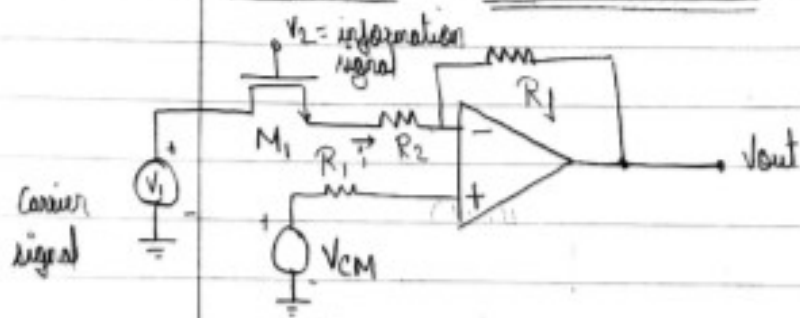 V2 = information
signal
Rf
M1
i
R2
R1
-
+
Vout
+
V1
-
Carrier
signal
+
VCM
-